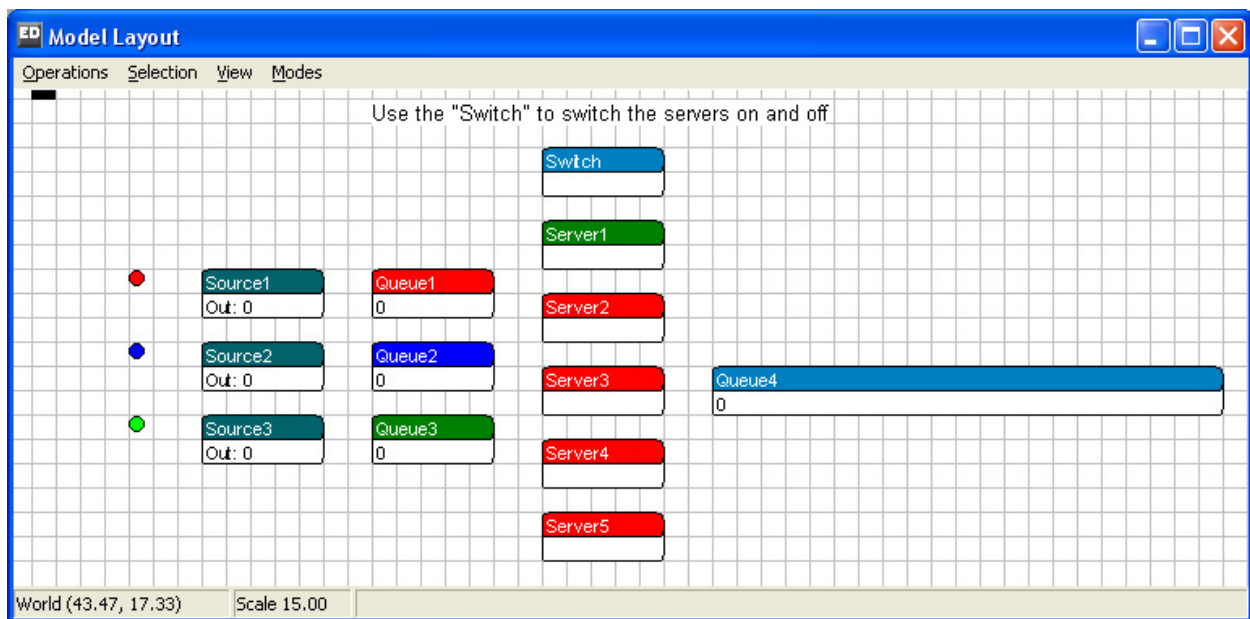 ED Model Layout
Operations Selection View Modes
Use the "Switch" to switch the servers on and off
Switch
Server1
Source1 Queue1
Out: 0 0 Server2
Source2 Queue2
Out: 0 0 Server3 Queue4
0
Source3 Queue3
Out: 0 0 Server4
Server5
World (43.47, 17.33) Scale 15.00